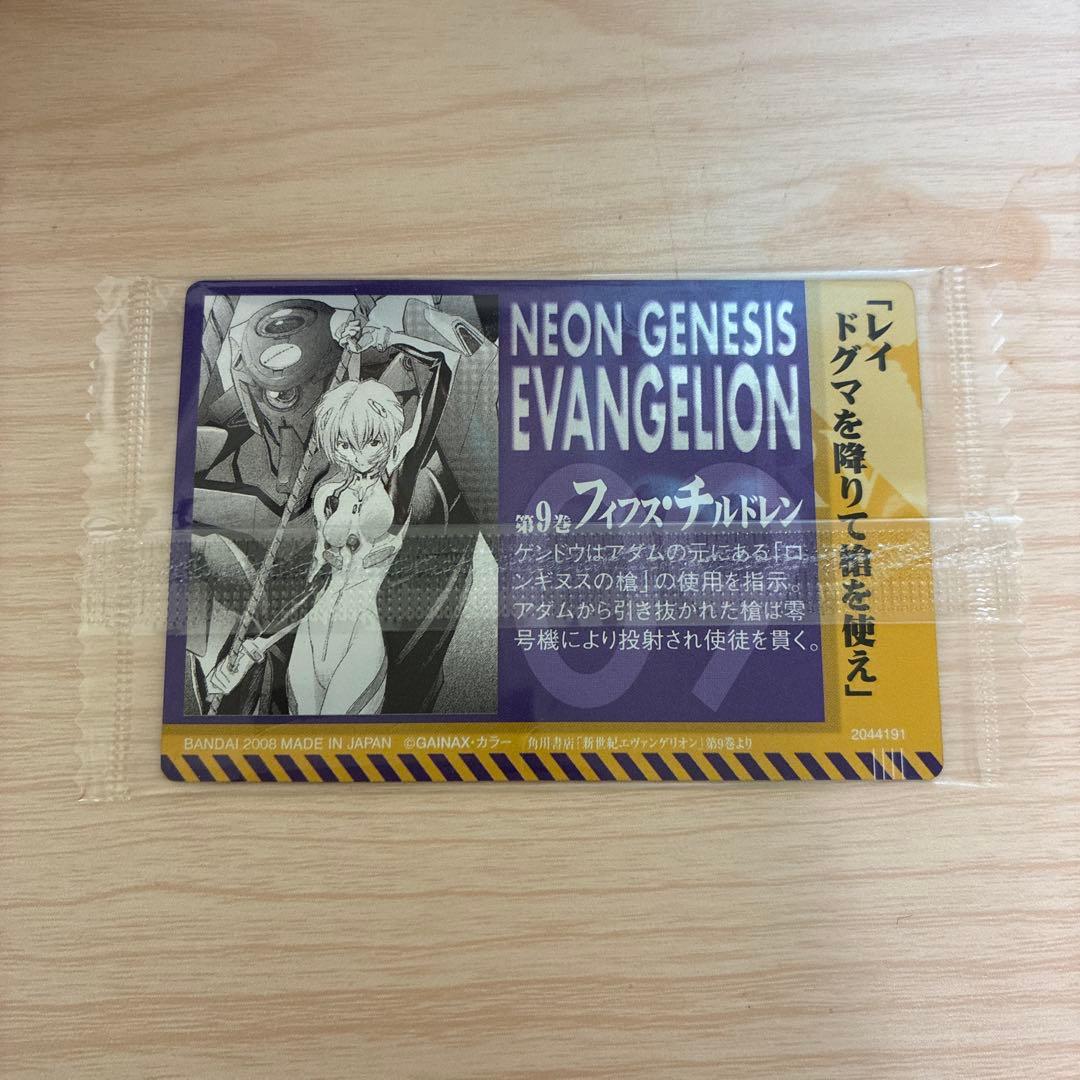 NEON GENESIS
EVANGELION
09
第9巻 フィフス・チルドレン
ゲンドウはアダムの元にある「ロ
ンギヌスの槍」の使用を指示。
アダムから引き抜かれた槍は零
号機により投射され使徒を貫く。
「レイ
ドグマを降りて槍を使え」
BANDAI 2008 MADE IN JAPAN ©GAINAX・カラー 角川書店「新世紀エヴァンゲリオン」第9巻より
2044191